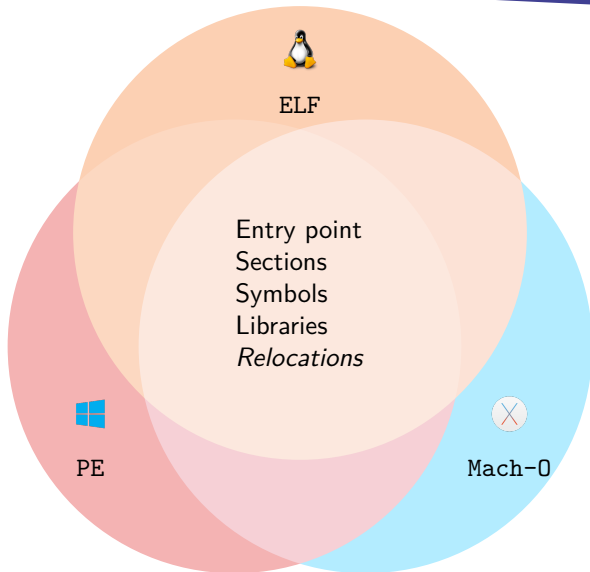 ELF
Entry point
Sections
Symbols
Libraries
Relocations
PE
Mach-O